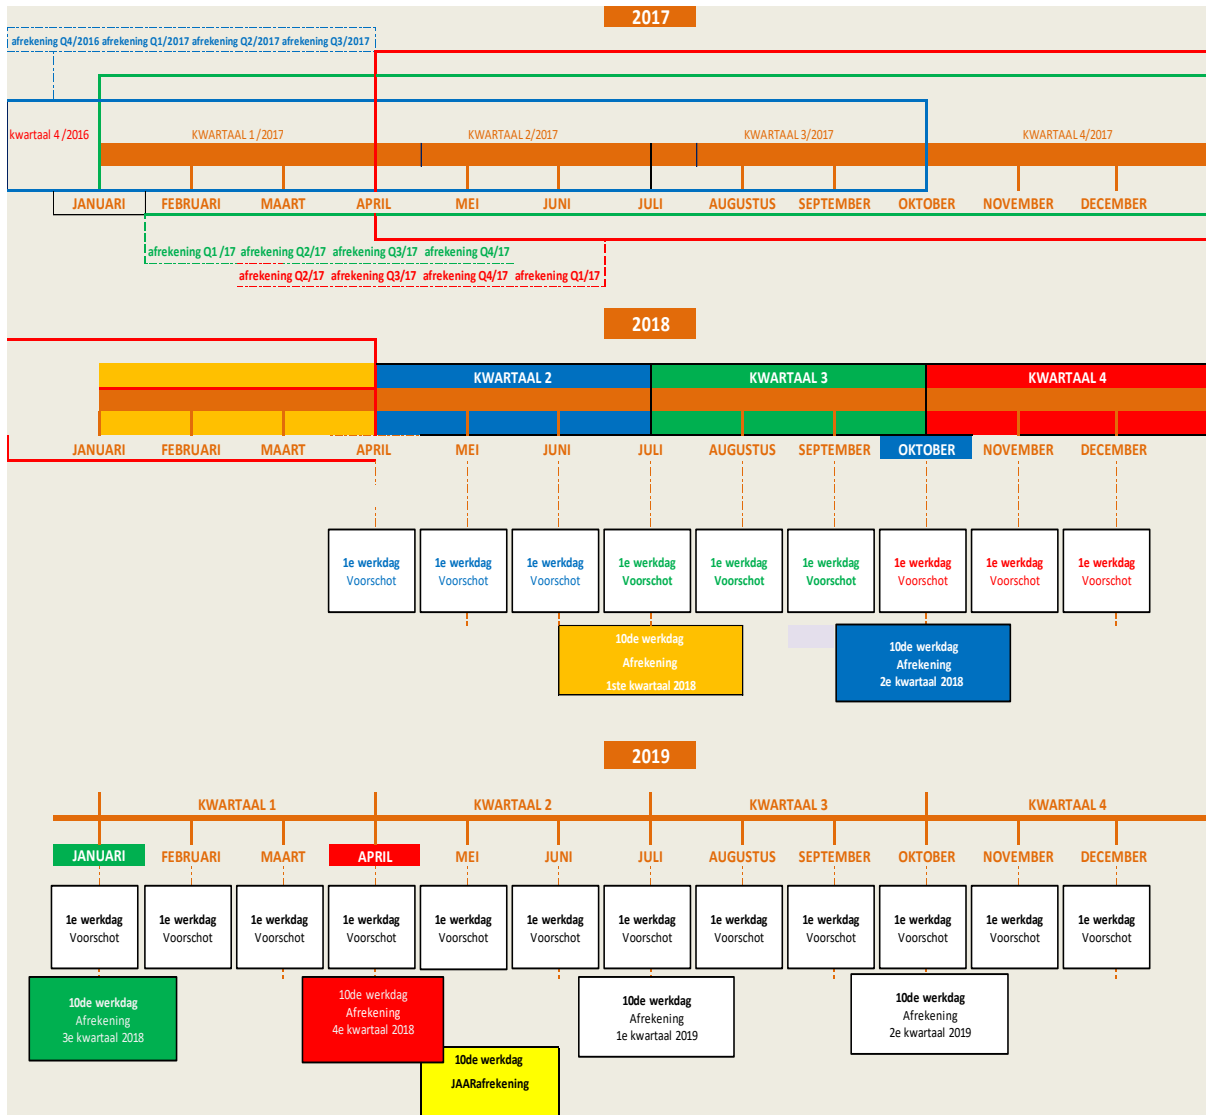 2017
afrekening Q4/2016 afrekening Q1/2017 afrekening Q2/2017 afrekening Q3/2017
kwartaal 4 /2016 KWARTAAL 1 /2017 KWARTAAL 2/2017 KWARTAAL 3/2017 KWARTAAL 4/2017
JANUARI FEBRUARI MAART APRIL MEI JUNI JULI AUGUSTUS SEPTEMBER OKTOBER NOVEMBER DECEMBER
afrekening Q1 /17 afrekening Q2/17 afrekening Q3/17 afrekening Q4/17
afrekening Q2/17 afrekening Q3/17 afrekening Q4/17 afrekening Q1/17
2018
KWARTAAL 2 KWARTAAL 3 KWARTAAL 4
JANUARI FEBRUARI MAART APRIL MEI JUNI JULI AUGUSTUS SEPTEMBER OKTOBER NOVEMBER DECEMBER
1e werkdag 1e werkdag 1e werkdag 1e werkdag 1e werkdag 1e werkdag 1e werkdag 1e werkdag 1e werkdag
Voorschot Voorschot Voorschot Voorschot Voorschot Voorschot Voorschot Voorschot Voorschot
10de werkdag
Afrekening
1ste kwartaal 2018
10de werkdag
Afrekening
2e kwartaal 2018
2019
KWARTAAL 1 KWARTAAL 2 KWARTAAL 3 KWARTAAL 4
JANUARI FEBRUARI MAART APRIL MEI JUNI JULI AUGUSTUS SEPTEMBER OKTOBER NOVEMBER DECEMBER
1e werkdag 1e werkdag 1e werkdag 1e werkdag 1e werkdag 1e werkdag 1e werkdag 1e werkdag 1e werkdag 1e werkdag 1e werkdag 1e werkdag
Voorschot Voorschot Voorschot Voorschot Voorschot Voorschot Voorschot Voorschot Voorschot Voorschot Voorschot Voorschot
10de werkdag
Afrekening
3e kwartaal 2018
10de werkdag
Afrekening
4e kwartaal 2018
10de werkdag
Afrekening
1e kwartaal 2019
10de werkdag
Afrekening
2e kwartaal 2019
10de werkdag
JAARafrekening